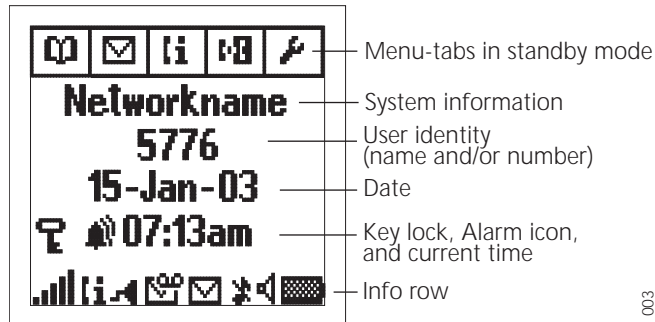 Menu-tabs in standby mode
Networkname
System information
5776
User identity
(name and/or number)
15-Jan-03
Date
07:13am
Key lock, Alarm icon,
and current time
Info row
003